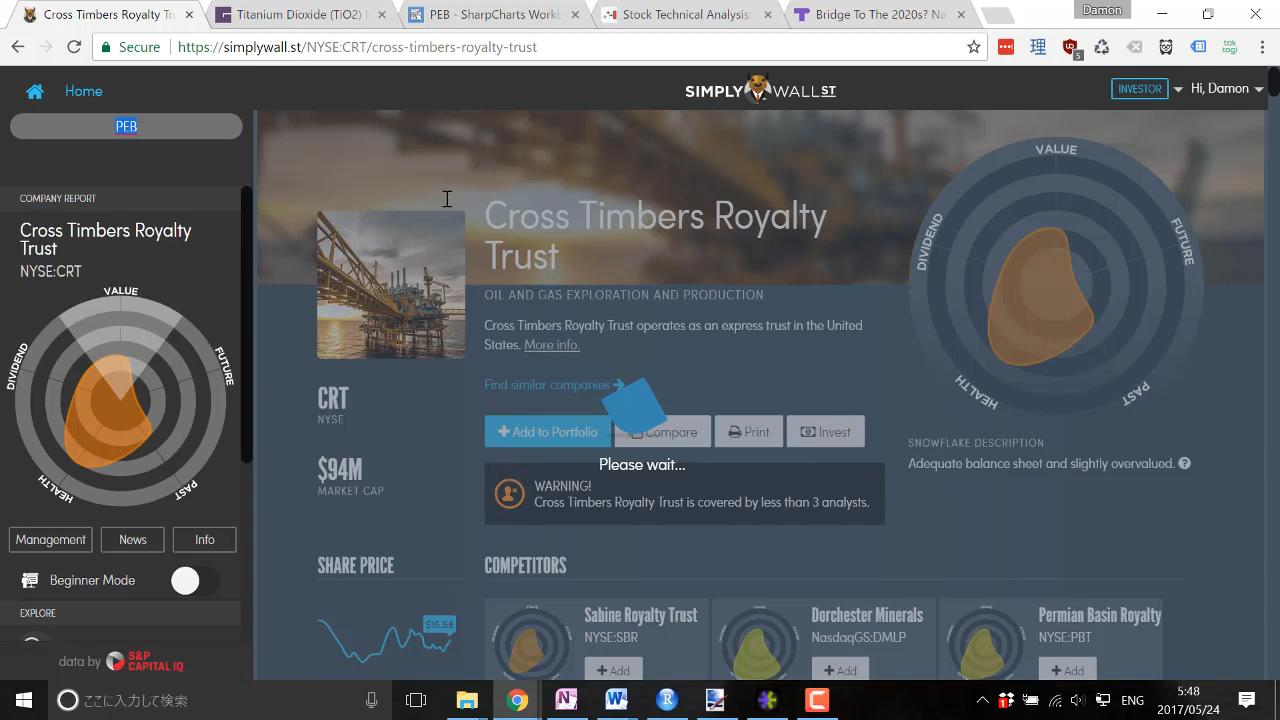 Cross Timbers Royalty Tru
Titanium Dioxide (TiO2)
PEB - SharpCharts Work
Stock Technical Analysis:
Bridge To The 2020s! Na
Damon
Secure
https://simplywall.st/NYSE:CRT/cross-timbers-royalty-trust
5
理
tok
togi
Home
SIMPLY WALL ST
INVESTOR
Hi, Damon
PEB
COMPANY REPORT
Cross Timbers Royalty
Trust
NYSE:CRT
VALUE
FUTURE
PAST
HEALTH
DIVIDEND
Management
News
Info
Beginner Mode
EXPLORE
data by
S&P
CAPITAL IQ
Cross Timbers Royalty
Trust
OIL AND GAS EXPLORATION AND PRODUCTION
Cross Timbers Royalty Trust operates as an express trust in the United
States. More info.
Find similar companies
CRT
NYSE
Add to Portfolio
Compare
Print
Invest
Please wait...
$94M
MARKET CAP
WARNING!
Cross Timbers Royalty Trust is covered by less than 3 analysts.
VALUE
FUTURE
PAST
HEALTH
DIVIDEND
SNOWFLAKE DESCRIPTION
Adequate balance sheet and slightly overvalued.
SHARE PRICE
$15.58
COMPETITORS
Sabine Royalty Trust
NYSE:SBR
+ Add
Dorchester Minerals
NasdaqGS:DMLP
+ Add
Permian Basin Royalty
NYSE:PBT
+ Add
ここに入力して検索
1
ENG
5:48
2017/05/24